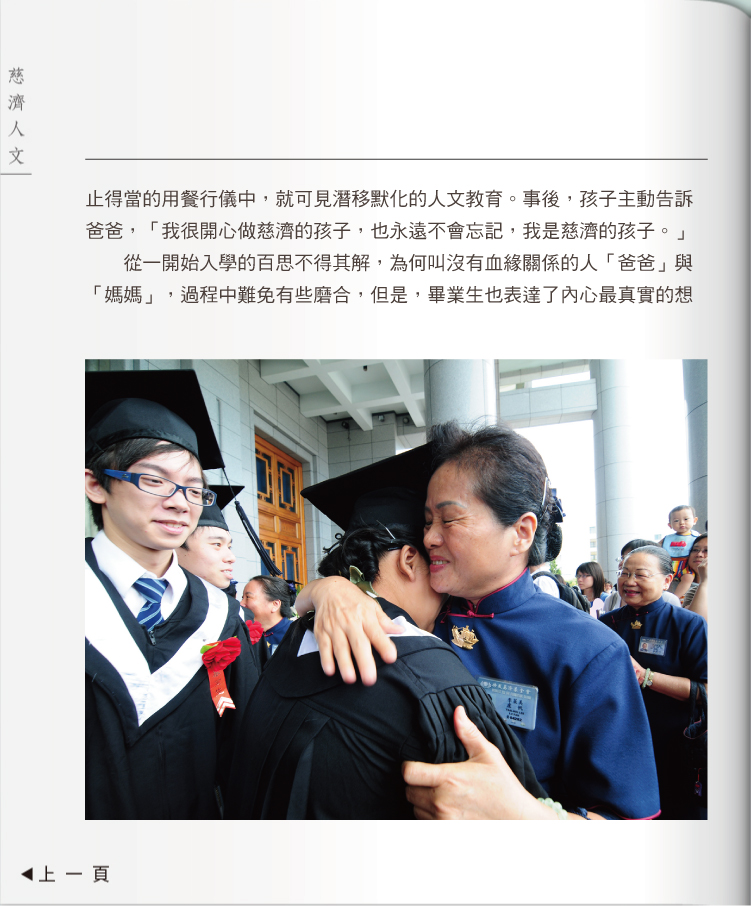 慈濟人文
止得當的用餐行儀中，就可見潛移默化的人文教育。事後，孩子主動告訴
爸爸，「我很開心做慈濟的孩子，也永遠不會忘記，我是慈濟的孩子。」
從一開始入學的百思不得其解，為何叫沒有血緣關係的人「爸爸」與
「媽媽」，過程中難免有些磨合，但是，畢業生也表達了內心最真實的想
◀上一頁